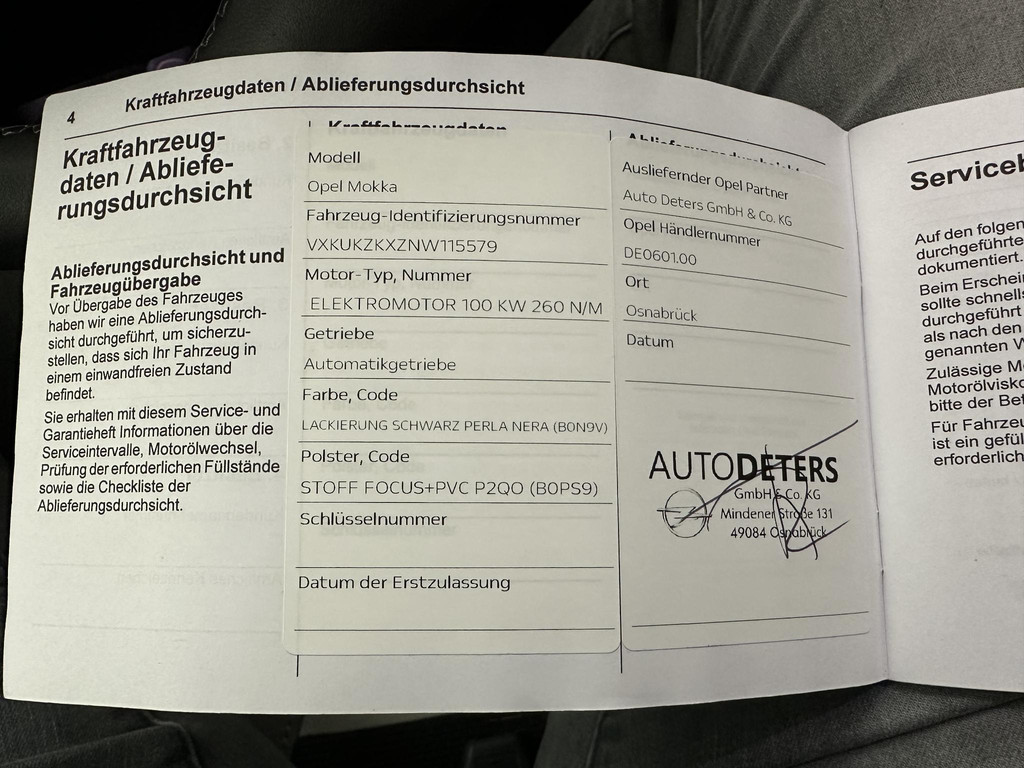 4
Kraftfahrzeugdaten / Ablieferungsdurchsicht
Kraftfahrzeug-
daten / Abliefe-
rungsdurchsicht
Ablieferungsdurchsicht und
Fahrzeugübergabe
Vor Übergabe des Fahrzeuges
haben wir eine Ablieferungsdurch-
sicht durchgeführt, um sicherzu-
stellen, dass sich Ihr Fahrzeug in
einem einwandfreien Zustand
befindet.
Sie erhalten mit diesem Service- und
Garantieheft Informationen über die
Serviceintervalle, Motorölwechsel,
Prüfung der erforderlichen Füllstände
sowie die Checkliste der
Ablieferungsdurchsicht.
Kraftfahrzeugdaten
Modell
Opel Mokka
Fahrzeug-Identifizierungsnummer
VXKUKZKXZNW115579
Motor-Typ, Nummer
ELEKTROMOTOR 100 KW 260 N/M
Getriebe
Automatikgetriebe
Farbe, Code
LACKIERUNG SCHWARZ PERLA NERA (B0N9V)
Polster, Code
STOFF FOCUS+PVC P2QO (B0PS9)
Schlüsselnummer
Datum der Erstzulassung
Ablieferungsdurchsicht
Ausliefernder Opel Partner
Auto Deters GmbH & Co. KG
Opel Händlernummer
DE0601.00
Ort
Osnabrück
Datum
AUTODETERS
GmbH & Co. KG
Mindener Straße 131
49084 Osnabrück
Serviceb
Auf den folgen
durchgeführte
dokumentiert.
Beim Erschei
sollte schnells
durchgeführt
als nach den
genannten W
Zulässige M
Motorölvisko
bitte der Bet
Für Fahrzeu
ist ein gefül
erforderlich